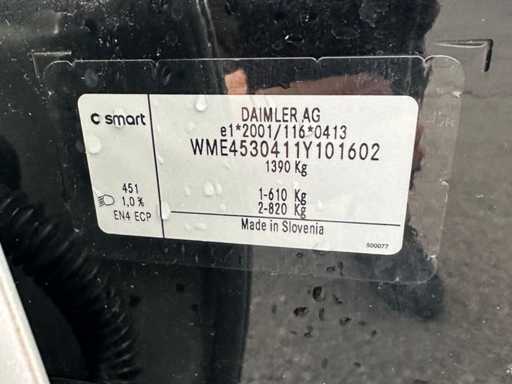 smart
DAIMLER AG
e1*2001/116*0413
WME4530411Y101602
1390 Kg
451
1,0 %
EN4 ECP
1-610 Kg
2-820 Kg
Made in Slovenia
500077